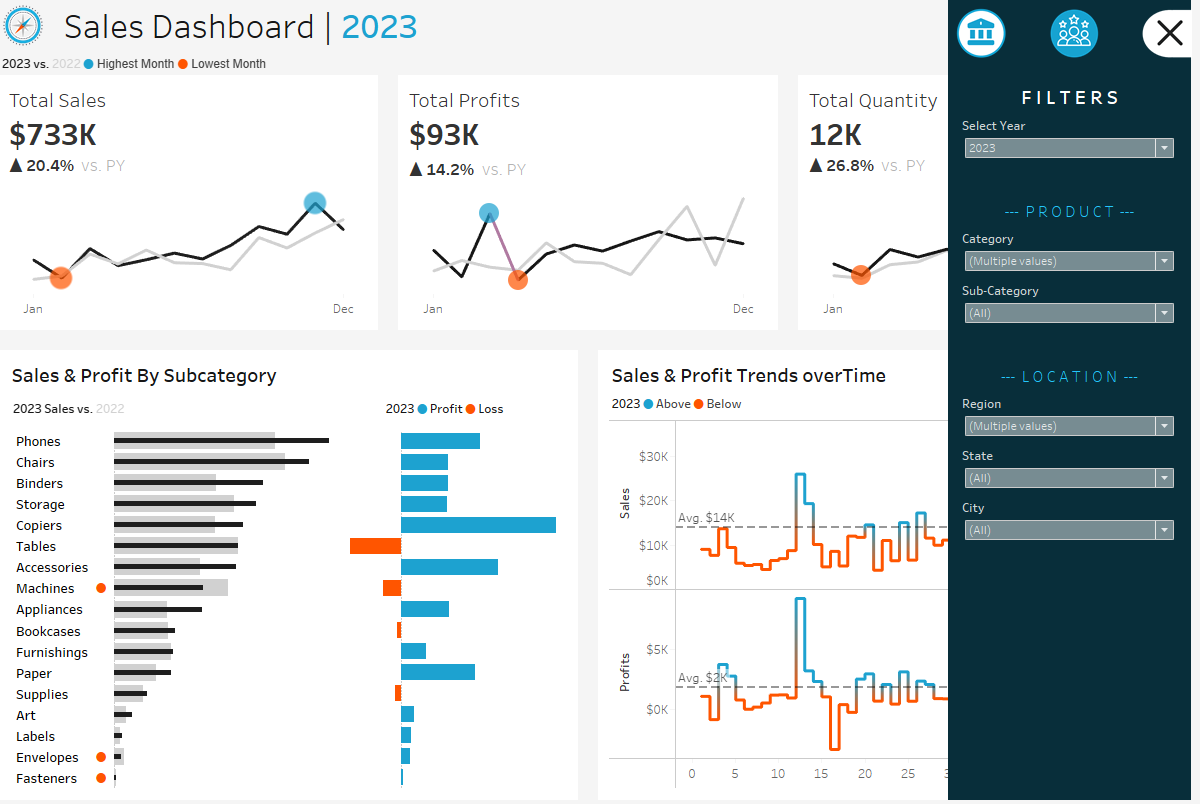 Sales Dashboard | 2023
2023 vs. 2022 Highest Month Lowest Month
Total Sales
$733K
▲ 20.4% vs. PY
Jan Dec
Total Profits
$93K
▲ 14.2% vs. PY
Jan Dec
Total Quantity
12K
▲ 26.8% vs. PY
Jan
Sales & Profit By Subcategory
2023 Sales vs. 2022
2023 Profit Loss
Phones
Chairs
Binders
Storage
Copiers
Tables
Accessories
Machines
Appliances
Bookcases
Furnishings
Paper
Supplies
Art
Labels
Envelopes
Fasteners
Sales & Profit Trends overTime
2023 Above Below
Sales
$30K
$20K
$10K
$0K
Avg. $14K
Profits
$5K
$0K
Avg. $2K
0 5 10 15 20 25
FILTERS
Select Year
2023
--- PRODUCT ---
Category
(Multiple values)
Sub-Category
(All)
--- LOCATION ---
Region
(Multiple values)
State
(All)
City
(All)